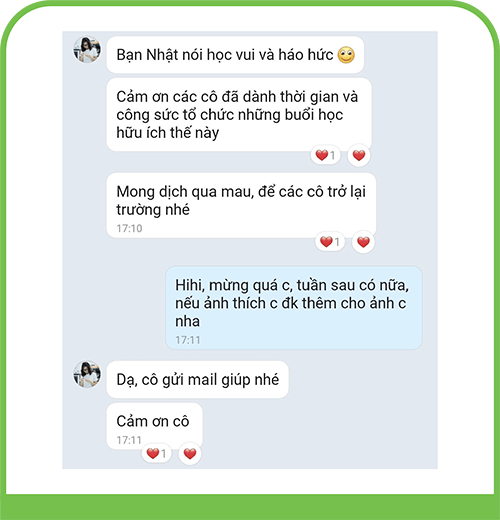 Bạn Nhật nói học vui và háo hức
Cảm ơn các cô đã dành thời gian và
công sức tổ chức những buổi học
hữu ích thế này
1
Mong dịch qua mau, để các cô trở lại
trường nhé
17:10
1
Hihi, mừng quá c, tuần sau có nữa,
nếu ảnh thích c đk thêm cho ảnh c
nha
17:11
Dạ, cô gửi mail giúp nhé
Cảm ơn cô
17:11
1